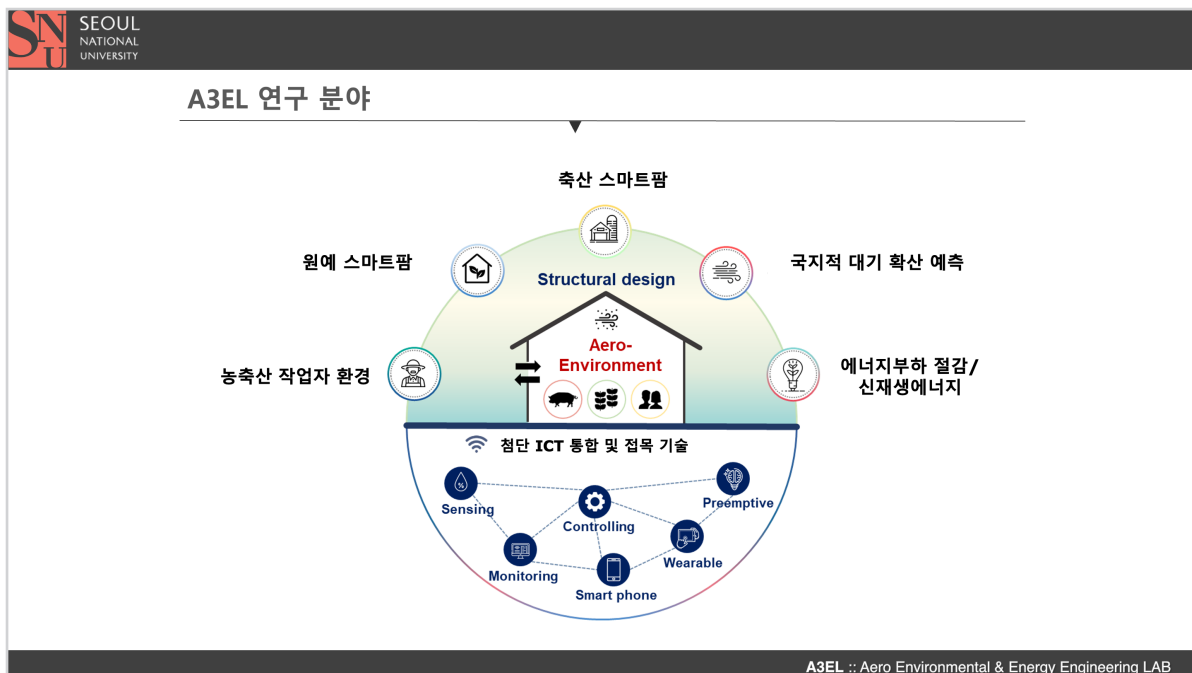 SNU
SEOUL
NATIONAL
UNIVERSITY
A3EL 연구 분야
축산 스마트팜
원예 스마트팜
국지적 대기 확산 예측
Structural design
Aero-
Environment
농축산 작업자 환경
에너지부하 절감/
신재생에너지
첨단 ICT 통합 및 접목 기술
Sensing
Preemptive
Controlling
Monitoring
Wearable
Smart phone
A3EL :: Aero Environmental & Energy Engineering LAB